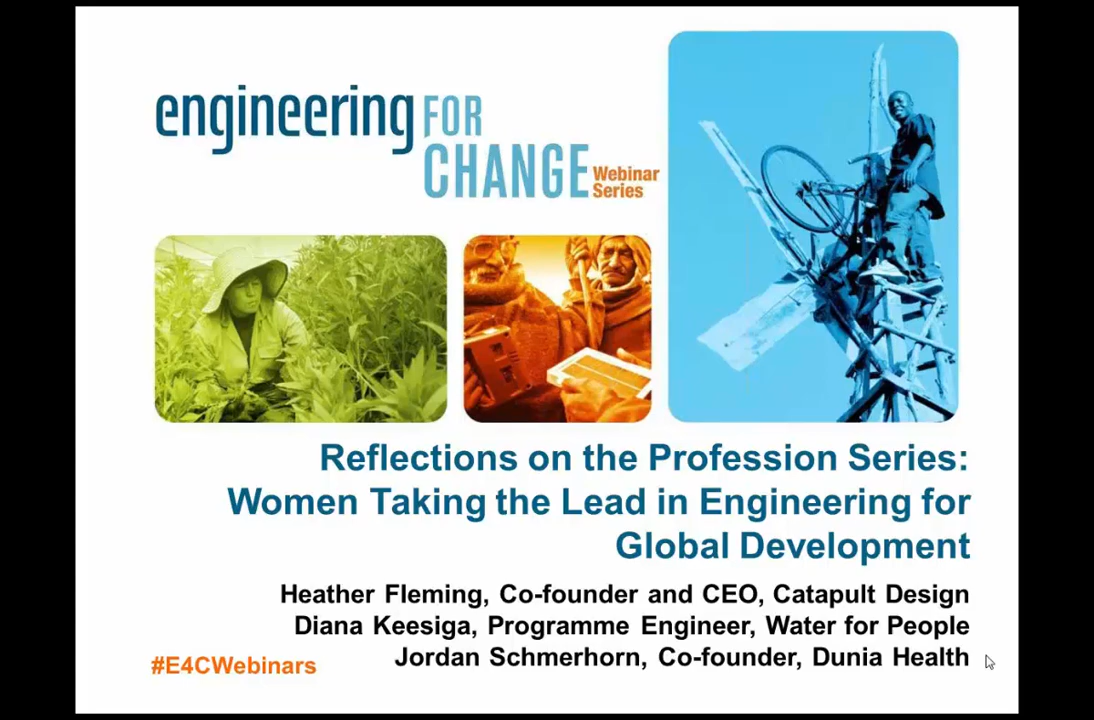 engineering FOR
CHANGE Webinar
Series
Reflections on the Profession Series:
Women Taking the Lead in Engineering for
Global Development
Heather Fleming, Co-founder and CEO, Catapult Design
Diana Keesiga, Programme Engineer, Water for People
Jordan Schmerhorn, Co-founder, Dunia Health
#E4CWebinars